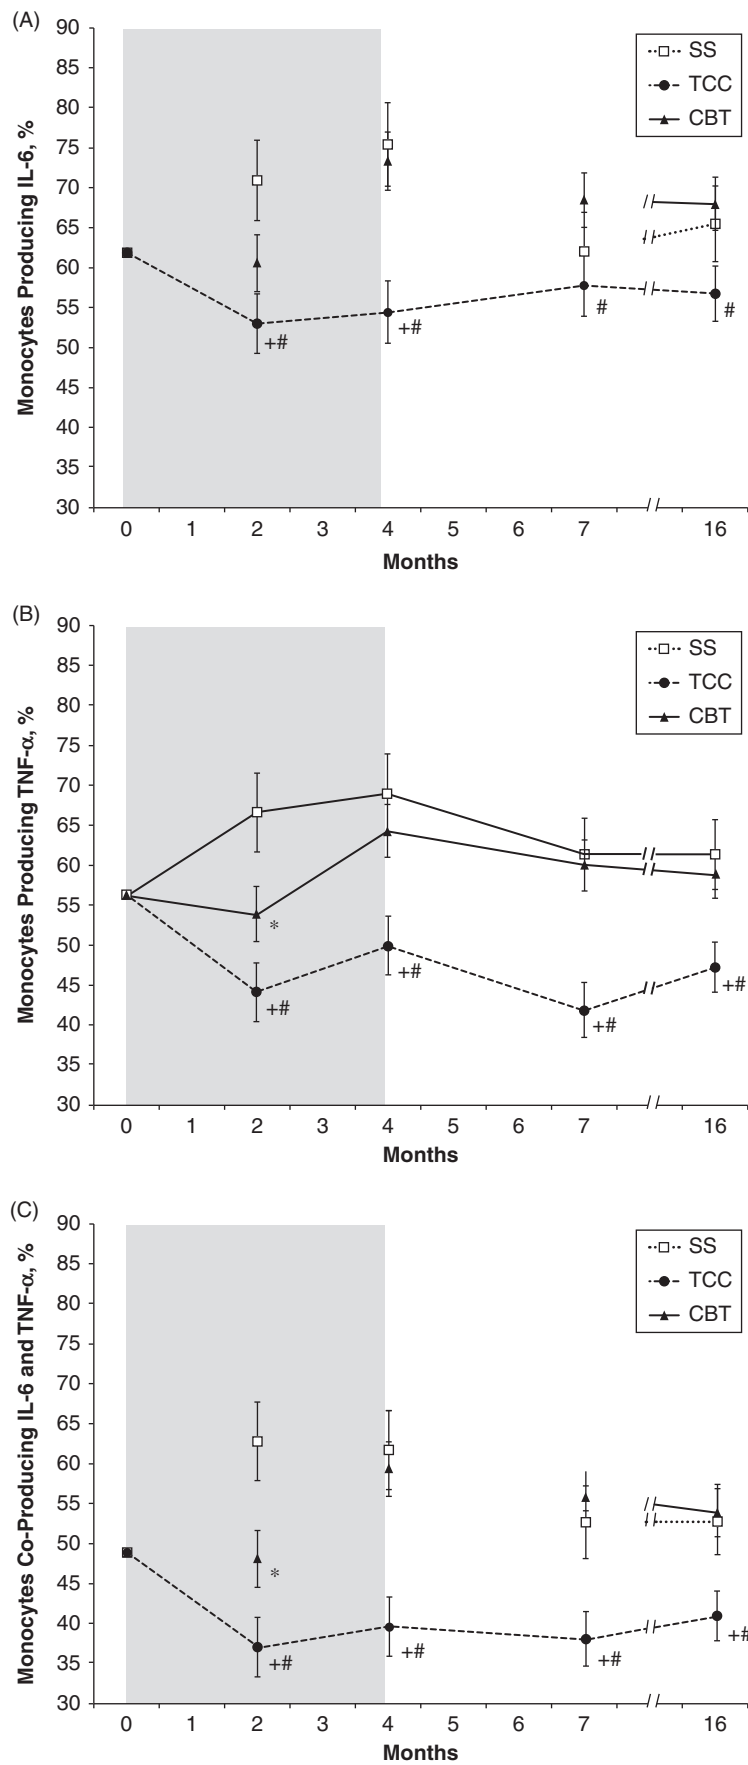 (A)
Monocytes Producing IL-6, %
90
85
80
75
70
65
60
55
50
45
40
35
30
SS
TCC
CBT
+#
+#
#
#
0 1 2 3 4 5 6 7 16
Months
(B)
Monocytes Producing TNF-α, %
90
85
80
75
70
65
60
55
50
45
40
35
30
SS
TCC
CBT
*
+#
+#
+#
+#
0 1 2 3 4 5 6 7 16
Months
(C)
Monocytes Co-Producing IL-6 and TNF-α, %
90
85
80
75
70
65
60
55
50
45
40
35
30
SS
TCC
CBT
*
+#
+#
+#
+#
0 1 2 3 4 5 6 7 16
Months